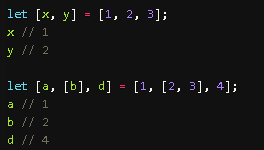 let [x, y] = [1, 2, 3];
x // 1
y // 2
let [a, [b], d] = [1, [2, 3], 4];
a // 1
b // 2
d // 4